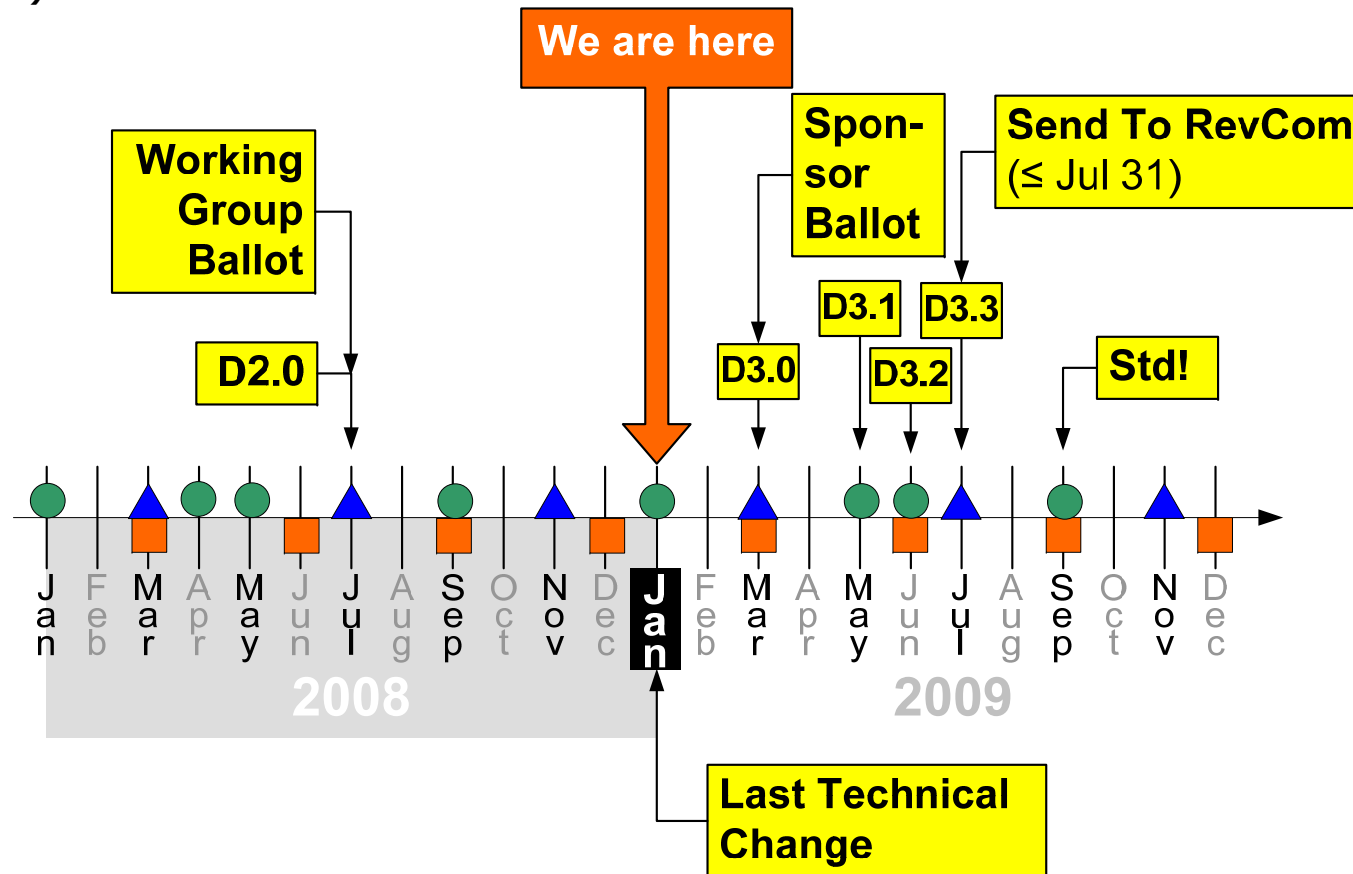 )
We are here
Spon-
sor
Ballot
Send To RevCom
(≤ Jul 31)
Working
Group
Ballot
D3.1
D3.3
D2.0
D3.0
D3.2
Std!
Jan
Feb
Mar
Apr
May
Jun
Jul
Aug
Sep
Oct
Nov
Dec
Jan
Feb
Mar
Apr
May
Jun
Jul
Aug
Sep
Oct
Nov
Dec
2008
2009
Last Technical
Change